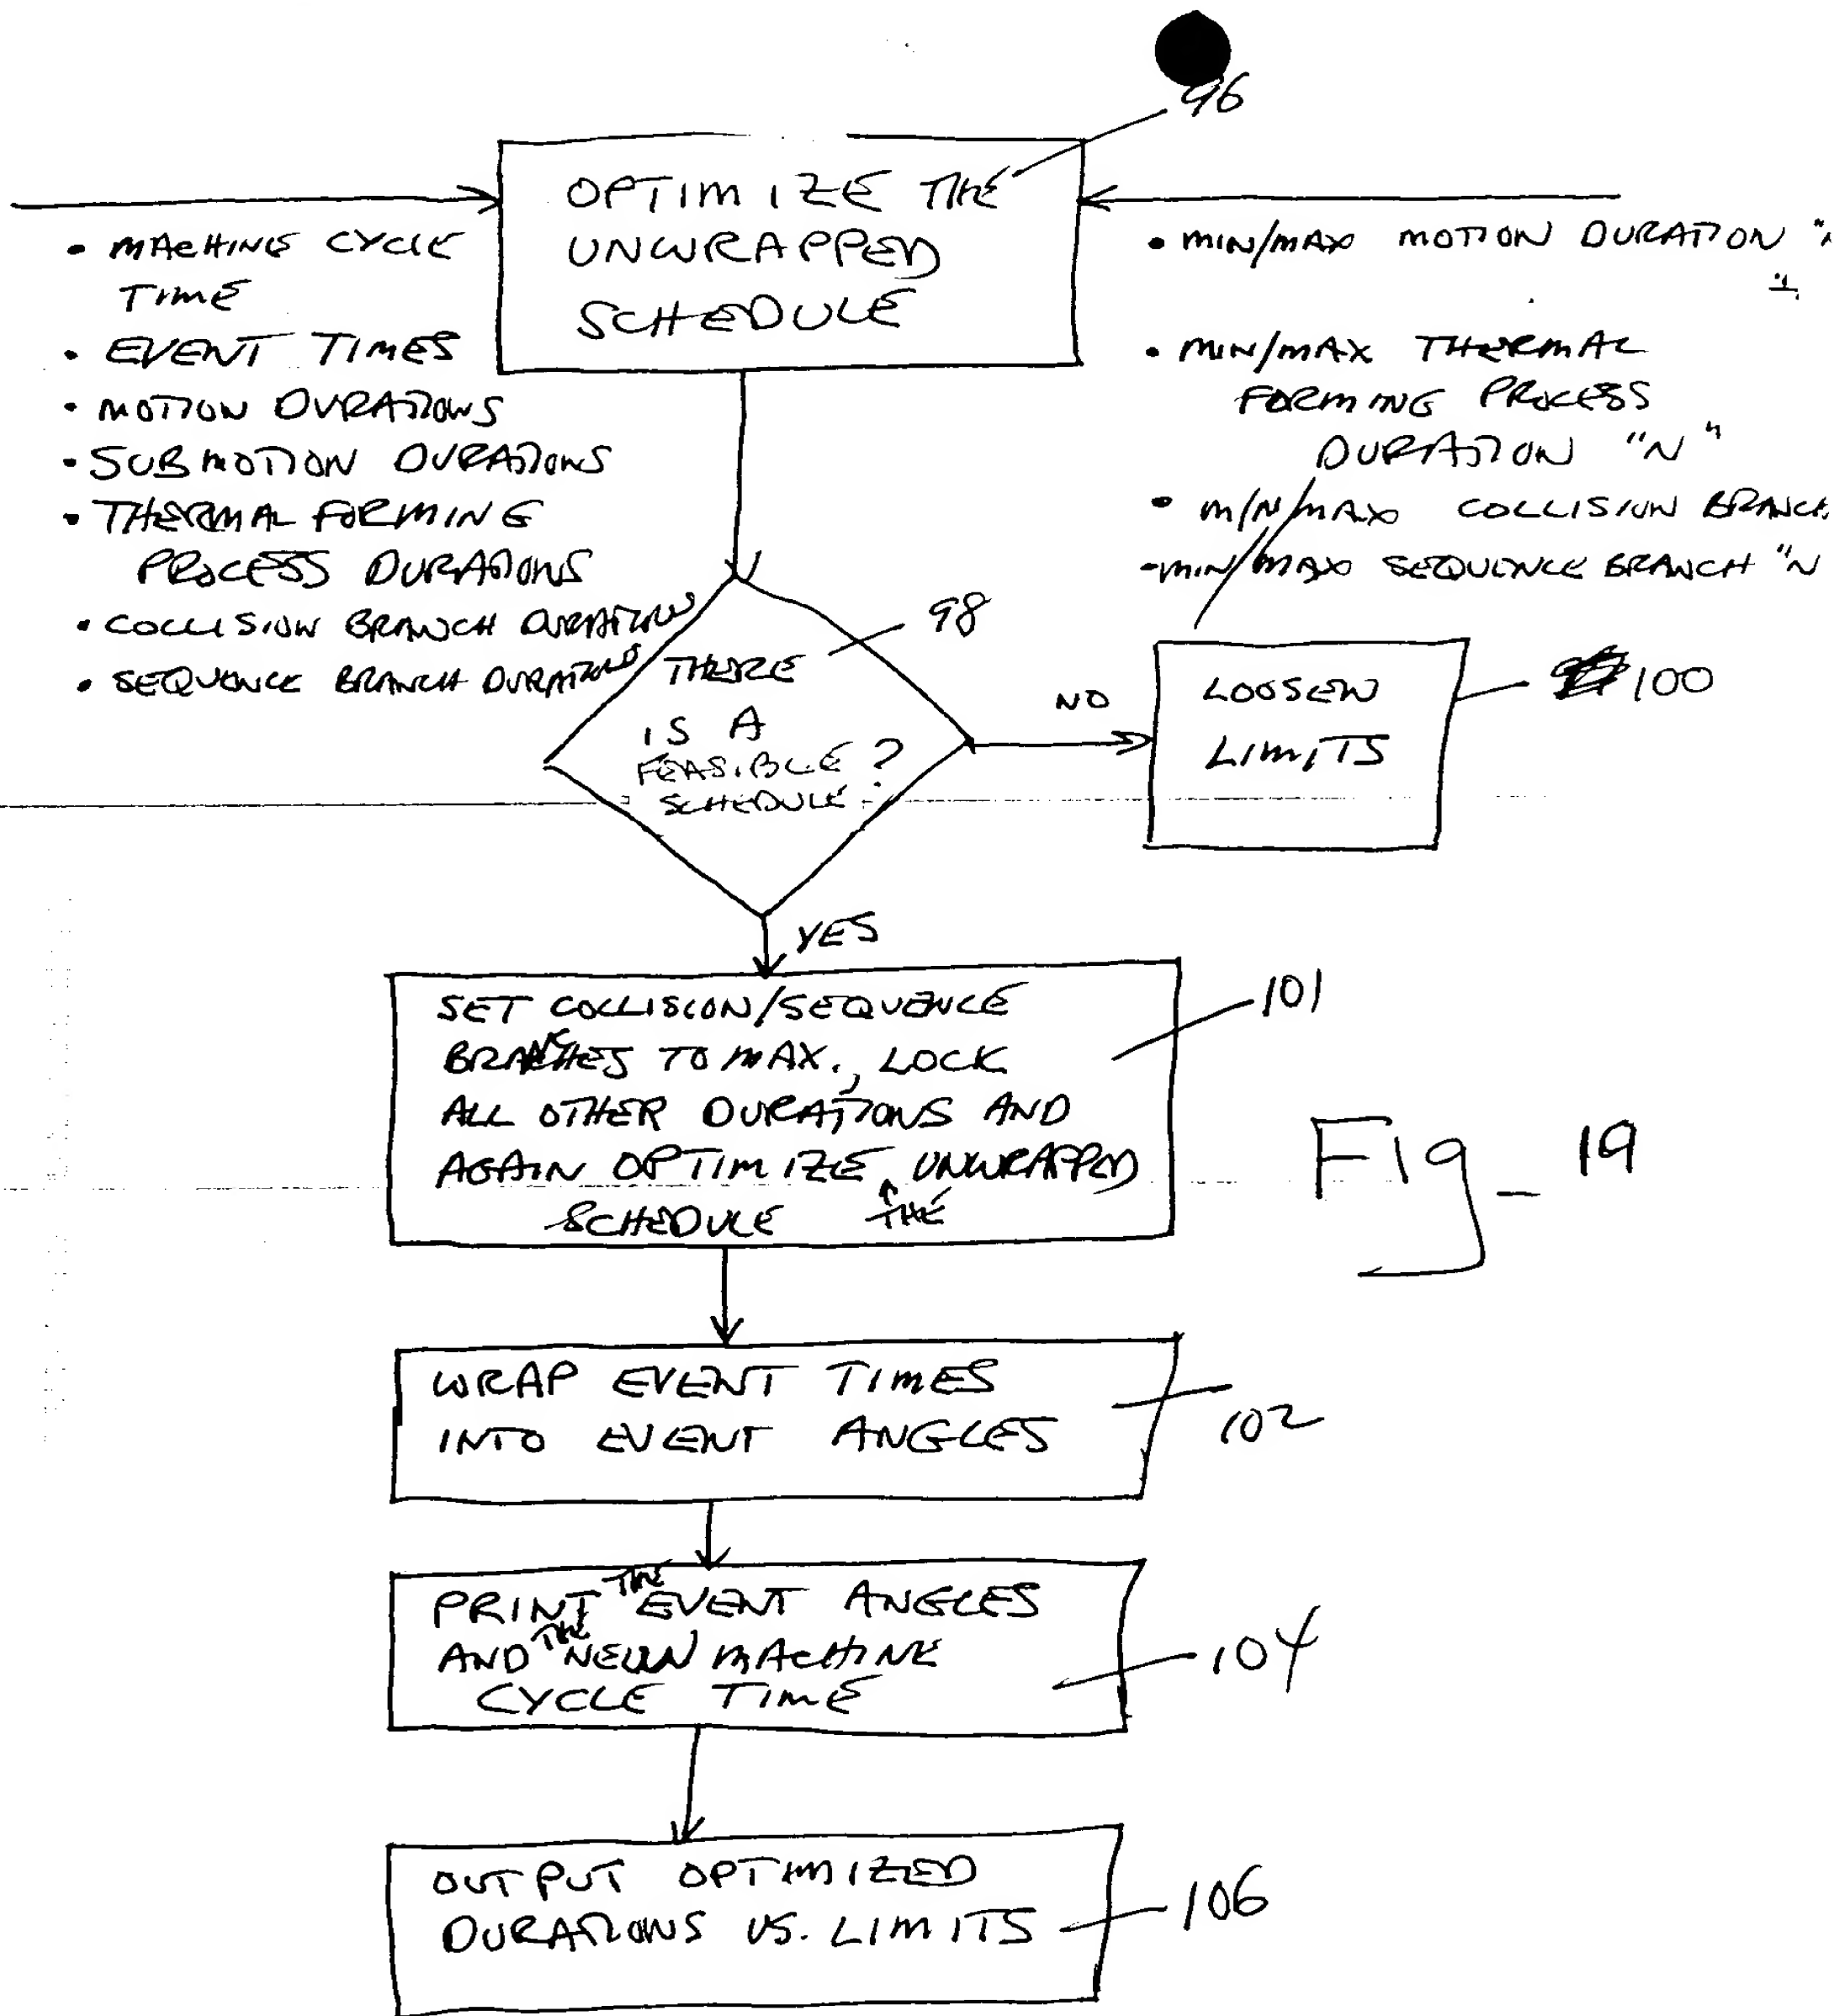 96
OPTIMIZE THE
UNWRAPPED
SCHEDULE
• MACHINE CYCLE
TIME
• EVENT TIMES
• MOTION DURATIONS
• SUBMOTION DURATIONS
• THERMAL FORMING
PROCESS DURATIONS
• COLLISION BRANCH DURATIONS
• SEQUENCE BRANCH DURATIONS
• MIN/MAX MOTION DURATION
• MIN/MAX THERMAL
FORMING PROCESS
DURATION "N"
• MIN/MAX COLLISION BRANCH
• MIN/MAX SEQUENCE BRANCH "N
98
THERE
IS A
FEASIBLE ?
SCHEDULE
NO
LOOSEN
LIMITS
100
YES
SET COLLISION/SEQUENCE
BRANCHES TO MAX., LOCK
ALL OTHER DURATIONS AND
AGAIN OPTIMIZE THE UNWRAPPED
SCHEDULE
101
Fig_19
WRAP EVENT TIMES
INTO EVENT ANGLES
102
PRINT THE EVENT ANGLES
AND THE NEW MACHINE
CYCLE TIME
104
OUTPUT OPTIMIZED
DURATIONS VS. LIMITS
106